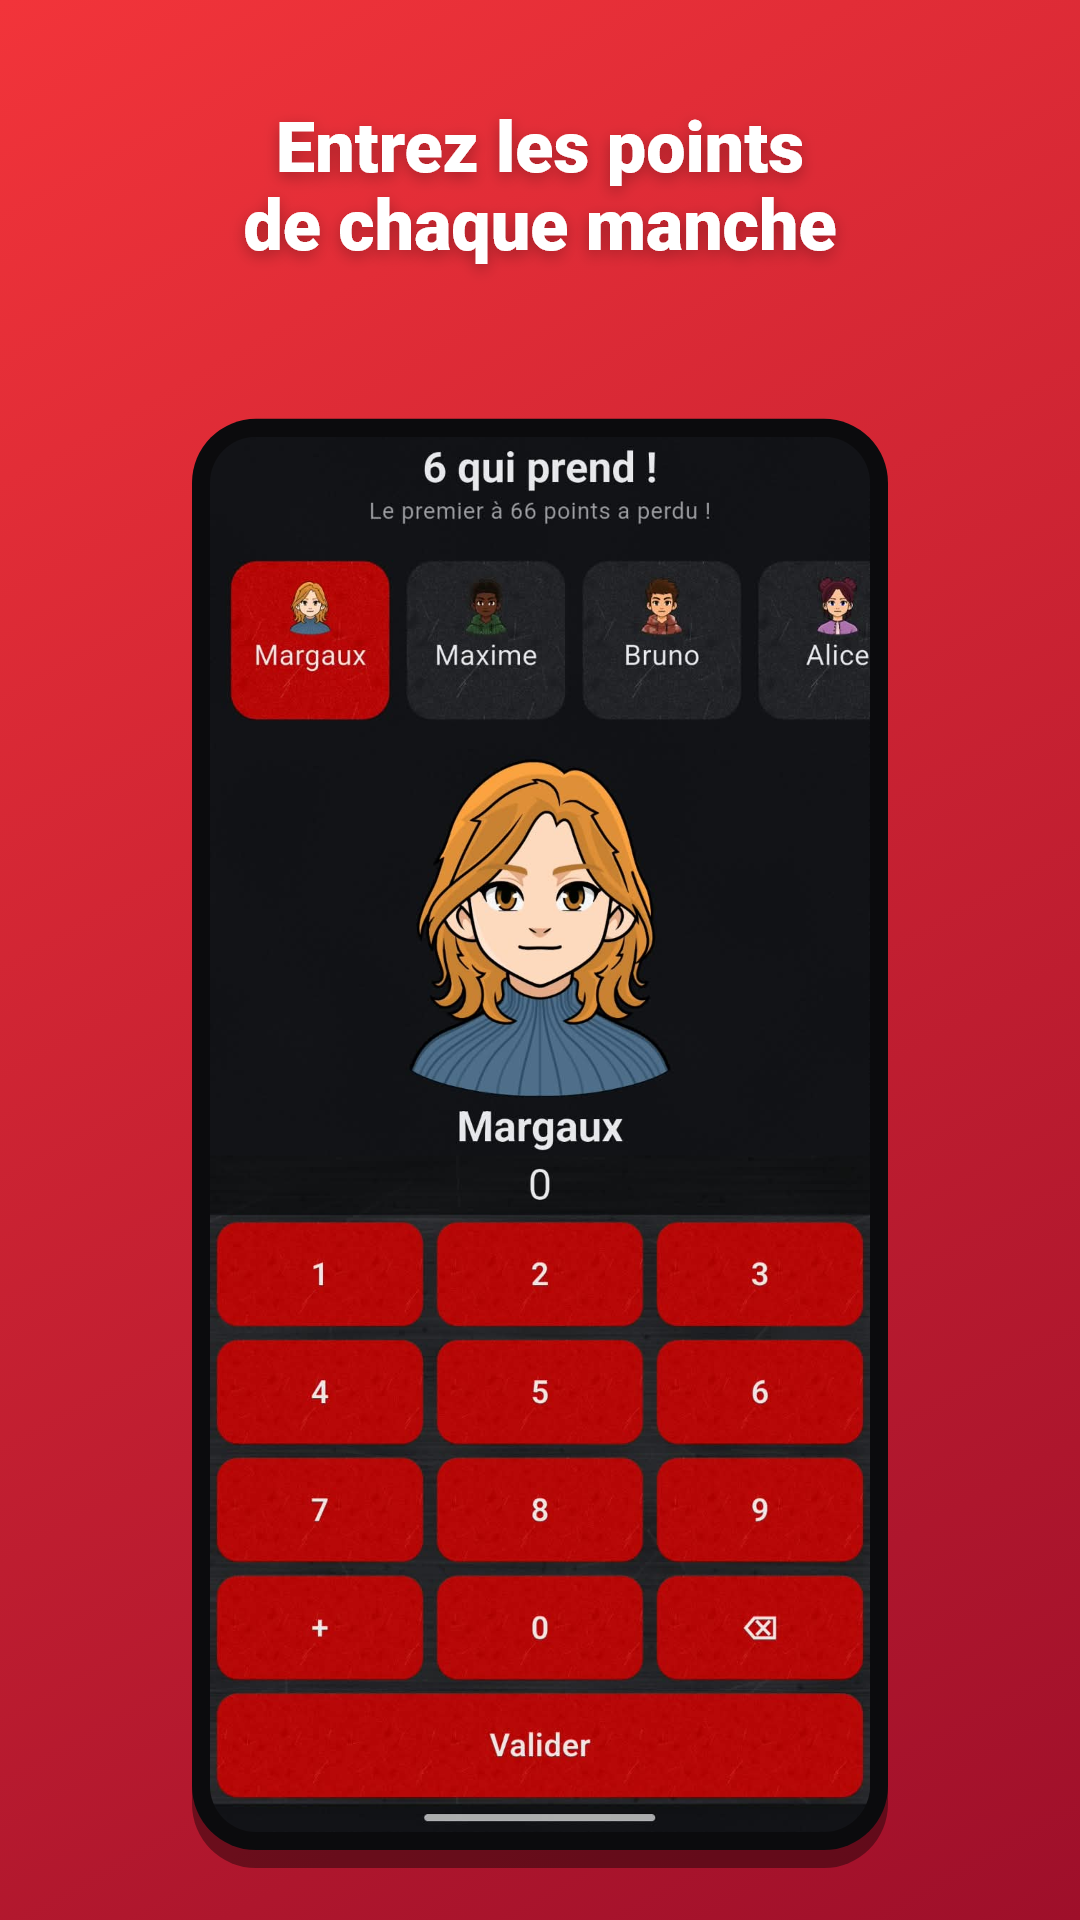 Entrez les points
de chaque manche
6 qui prend !
Le premier à 66 points a perdu !
Margaux Maxime Bruno Alice
Margaux
0
1 2 3
4 5 6
7 8 9
+ 0
Valider